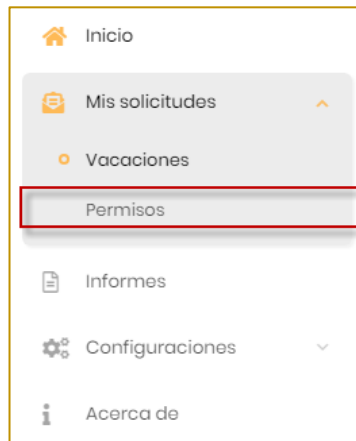 Inicio
Mis solicitudes
Vacaciones
Permisos
Informes
Configuraciones
Acerca de